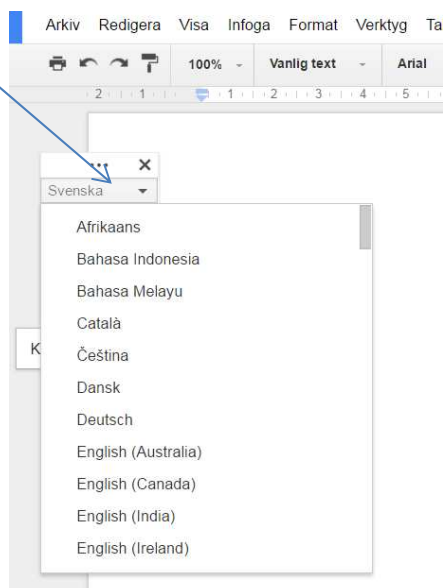 Arkiv Redigera Visa Infoga Format Verktyg Ta
100% Vanlig text Arial
2 1 1 2 3 4 5
Svenska
Afrikaans
Bahasa Indonesia
Bahasa Melayu
Català
K
Čeština
Dansk
Deutsch
English (Australia)
English (Canada)
English (India)
English (Ireland)